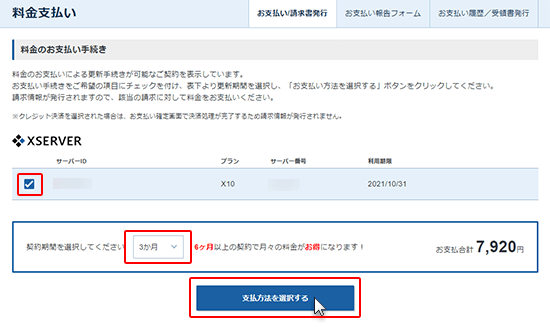 料金支払い
お支払い/請求書発行
お支払い報告フォーム
お支払い履歴／受領書発行
料金のお支払い手続き
料金のお支払いによる更新手続きが可能なご契約を表示しています。
お支払い手続きをご希望の項目にチェックを付け、表下より更新期間を選択し、「お支払い方法を選択する」ボタンをクリックしてください。
請求情報が発行されますので、該当の請求に対して料金をお支払いください。
※クレジット決済を選択された場合は、お支払い確定画面で決済処理が完了するため請求情報が発行されません。
XSERVER
サーバーID プラン サーバー番号 利用期限
X10 2021/10/31
契約期間を選択してください 3か月 6ヶ月以上の契約で月々の料金がお得になります！ お支払合計 7,920円
支払方法を選択する